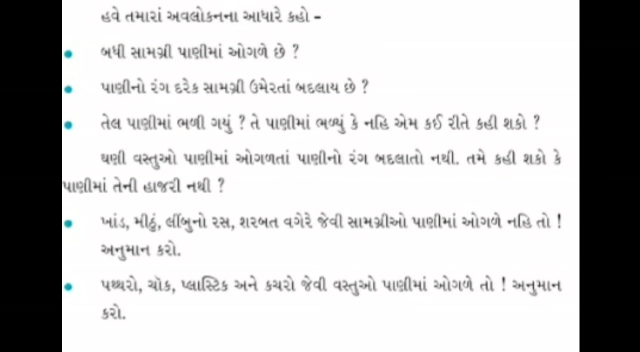 હવે તમારાં અવલોકનના આધારે કહો -
• બધી સામગ્રી પાણીમાં ઓગળે છે ?
• પાણીનો રંગ દરેક સામગ્રી ઉમેરતાં બદલાય છે ?
• તેલ પાણીમાં ભળી ગયું ? તે પાણીમાં ભળ્યું કે નહિ એમ કઈ રીતે કહી શકો ?
ઘણી વસ્તુઓ પાણીમાં ઓગળતાં પાણીનો રંગ બદલાતો નથી. તમે કહી શકો કે
પાણીમાં તેની હાજરી નથી ?
• ખાંડ, મીઠું, લીંબુનો રસ, શરબત વગેરે જેવી સામગ્રીઓ પાણીમાં ઓગળે નહિ તો !
અનુમાન કરો.
• પથ્થરો, ચૉક, પ્લાસ્ટિક અને કચરો જેવી વસ્તુઓ પાણીમાં ઓગળે તો ! અનુમાન
કરો.